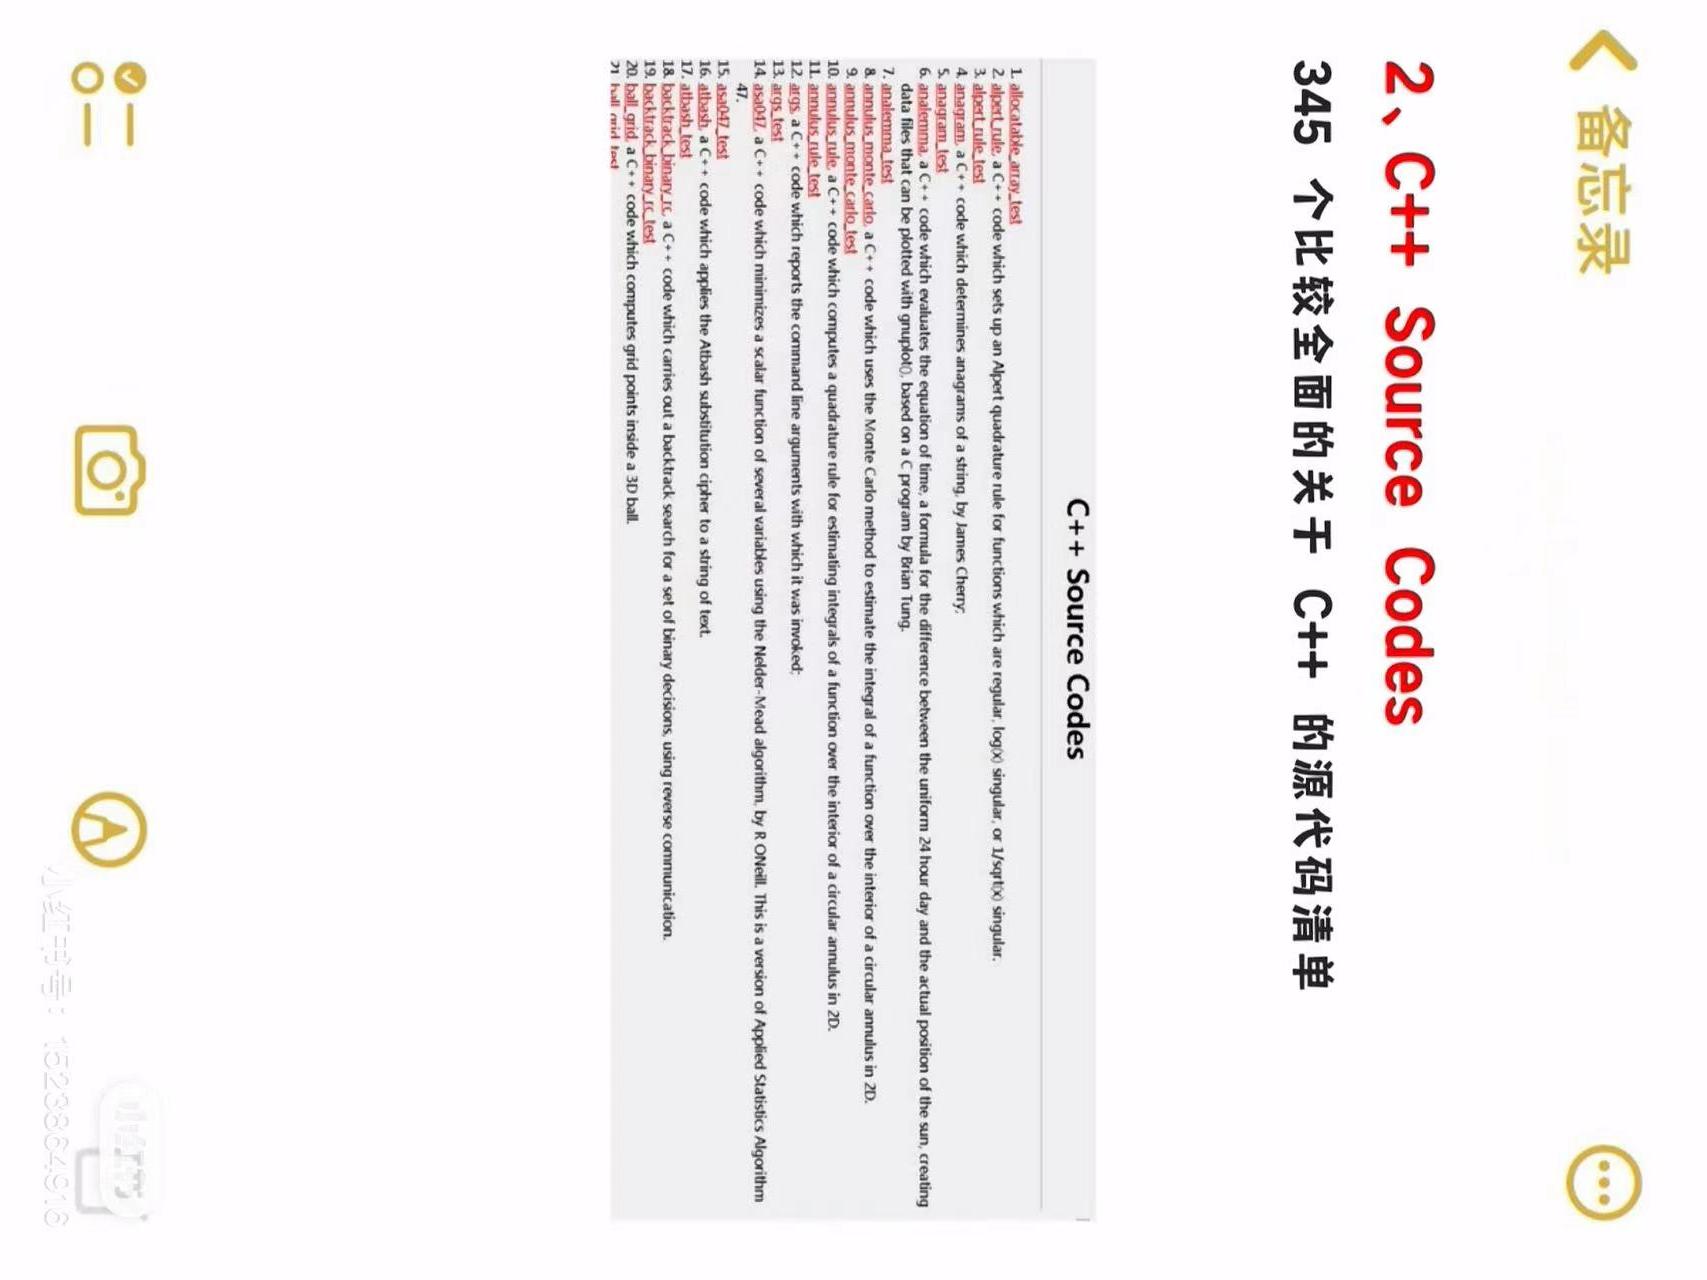 备忘录
2、C++ Source Codes
345 个比较全面的关于 C++ 的源代码清单
C++ Source Codes
1. allocatable_array_test
2. alpert_rule, a C++ code which sets up an Alpert quadrature rule for functions which are regular, log(x) singular, or 1/sqrt(x) singular.
3. alpert_rule_test
4. anagram, a C++ code which determines anagrams of a string, by James Cherry;
5. anagram_test
6. analemma, a C++ code which evaluates the equation of time, a formula for the difference between the uniform 24 hour day and the actual position of the sun, creating
data files that can be plotted with gnuplot(), based on a C program by Brian Tung.
7. analemma_test
8. annulus_monte_carlo, a C++ code which uses the Monte Carlo method to estimate the integral of a function over the interior of a circular annulus in 2D.
9. annulus_monte_carlo_test
10. annulus_rule, a C++ code which computes a quadrature rule for estimating integrals of a function over the interior of a circular annulus in 2D.
11. annulus_rule_test
12. args, a C++ code which reports the command line arguments with which it was invoked;
13. args_test
14. asa047, a C++ code which minimizes a scalar function of several variables using the Nelder-Mead algorithm, by R ONeill. This is a version of Applied Statistics Algorithm
47.
15. asa047_test
16. atbash, a C++ code which applies the Atbash substitution cipher to a string of text.
17. atbash_test
18. backtrack_binary_rc, a C++ code which carries out a backtrack search for a set of binary decisions, using reverse communication.
19. backtrack_binary_rc_test
20. ball_grid, a C++ code which computes grid points inside a 3D ball.
21 ball_grid_test
小红书
小红书号：1523864916